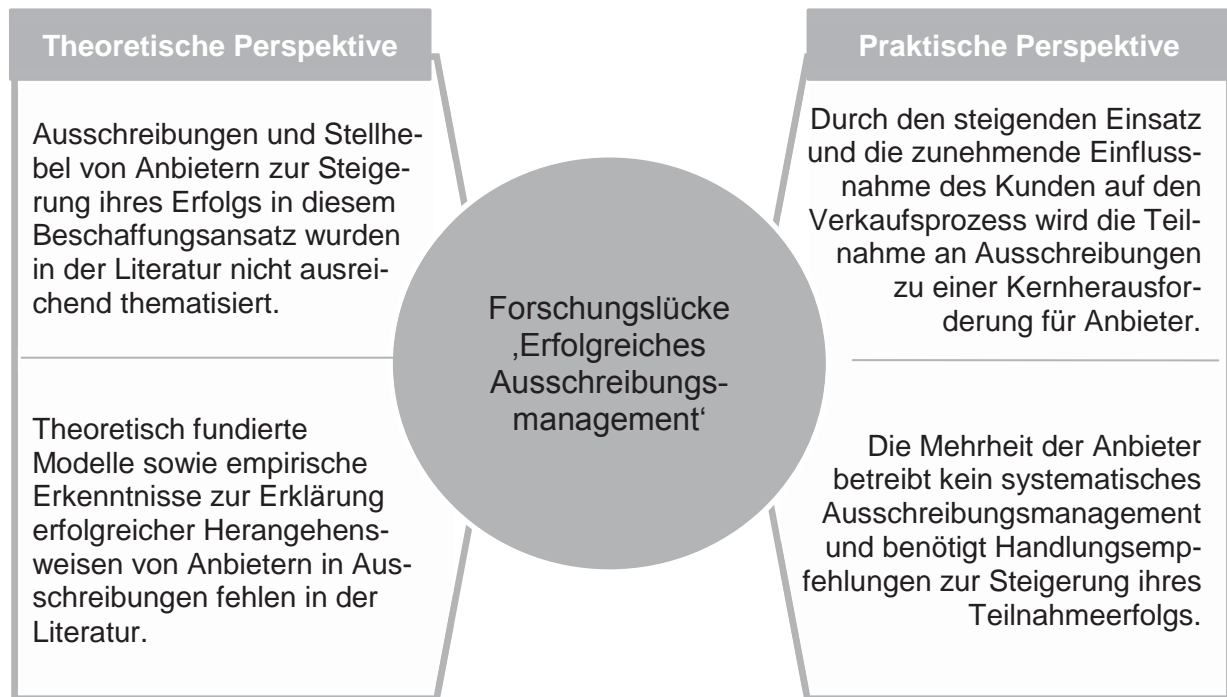 Theoretische Perspektive
Ausschreibungen und Stellhe-
bel von Anbietern zur Steige-
rung ihres Erfolgs in diesem
Beschaffungsansatz wurden
in der Literatur nicht ausrei-
chend thematisiert.
Theoretisch fundierte
Modelle sowie empirische
Erkenntnisse zur Erklärung
erfolgreicher Herangehens-
weisen von Anbietern in Aus-
schreibungen fehlen in der
Literatur.
Forschungslücke
‚Erfolgreiches
Ausschreibungs-
management‘
Praktische Perspektive
Durch den steigenden Einsatz
und die zunehmende Einfluss-
nahme des Kunden auf den
Verkaufsprozess wird die Teil-
nahme an Ausschreibungen
zu einer Kernherausfor-
derung für Anbieter.
Die Mehrheit der Anbieter
betreibt kein systematisches
Ausschreibungsmanagement
und benötigt Handlungsemp-
fehlungen zur Steigerung ihres
Teilnahmeerfolgs.